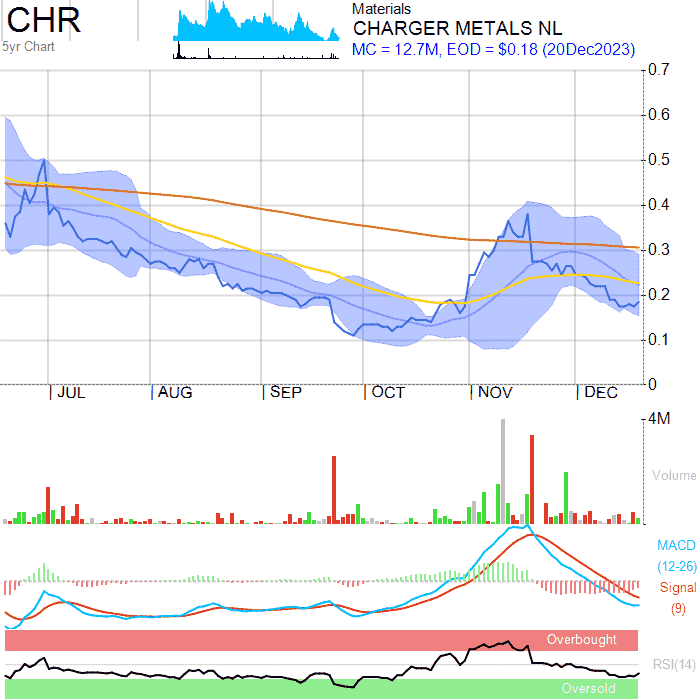 CHR
5yr Chart
Materials
CHARGER METALS NL
MC = 12.7M, EOD = $0.18 (20Dec2023)
0.7
0.6
0.5
0.4
0.3
0.2
0.1
0
JUL AUG SEP OCT NOV DEC
4M
Volume
MACD
(12-26)
Signal
(9)
Overbought
RSI(14)
Oversold